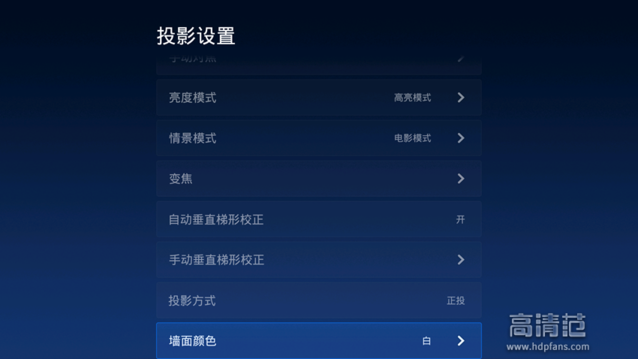 投影设置
亮度模式 高亮模式
情景模式 电影模式
变焦
自动垂直梯形校正 开
手动垂直梯形校正
投影方式 正投
墙面颜色 白
高清范
www.hdpfans.com